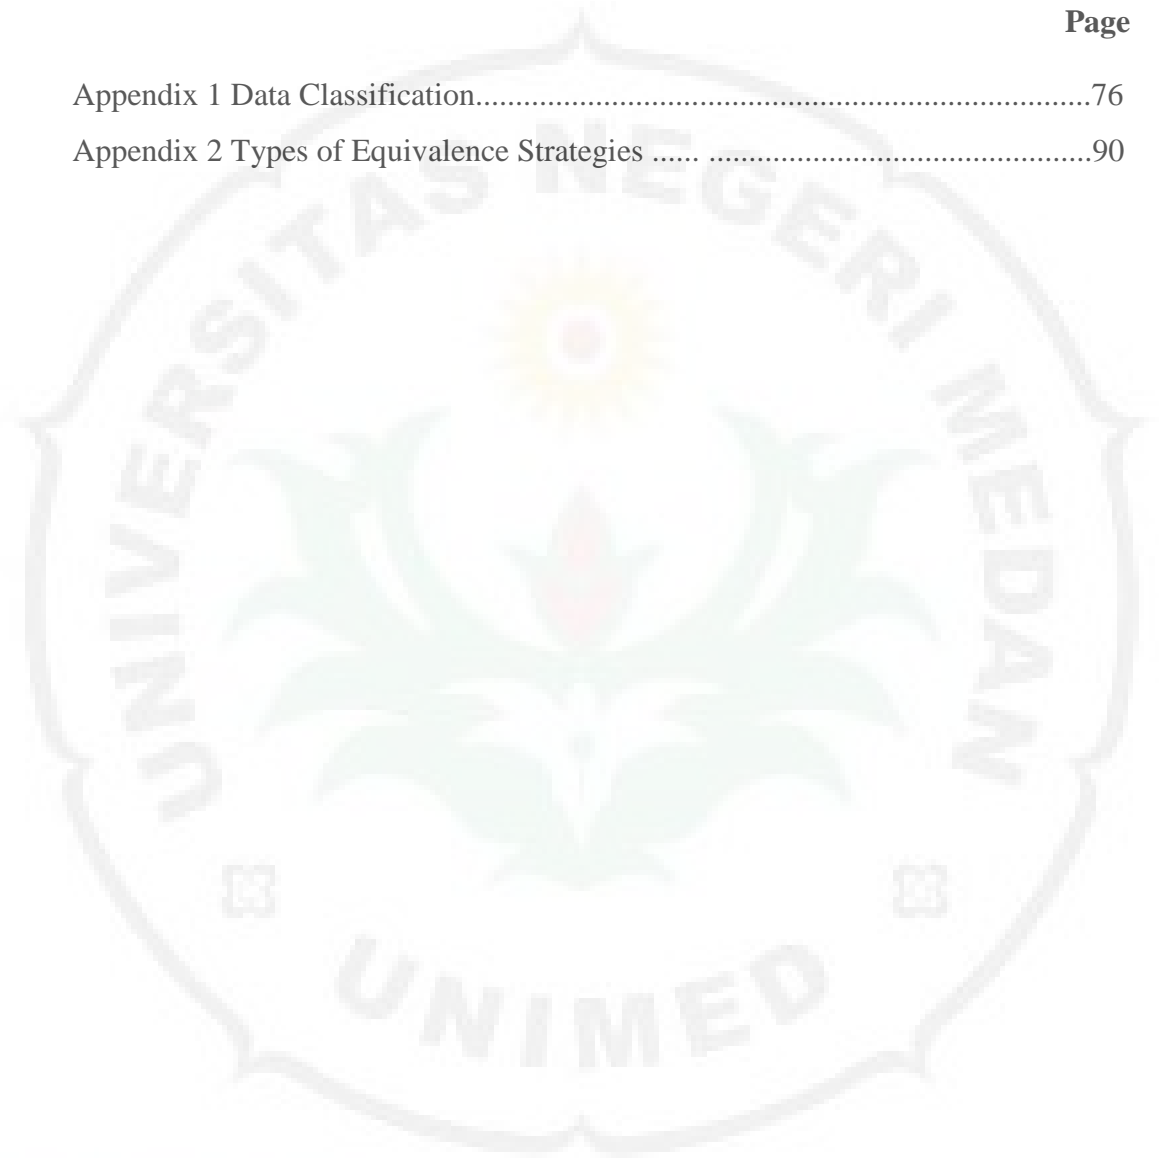 Page
Appendix 1 Data Classification.............................................................................76
Appendix 2 Types of Equivalence Strategies ...... ................................................90
UNIVERSITAS NEGERI MEDAN
UNIMED